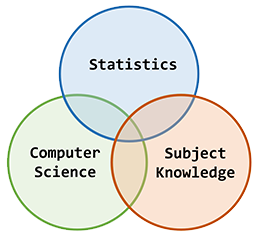 Statistics
Computer
Science
Subject
Knowledge